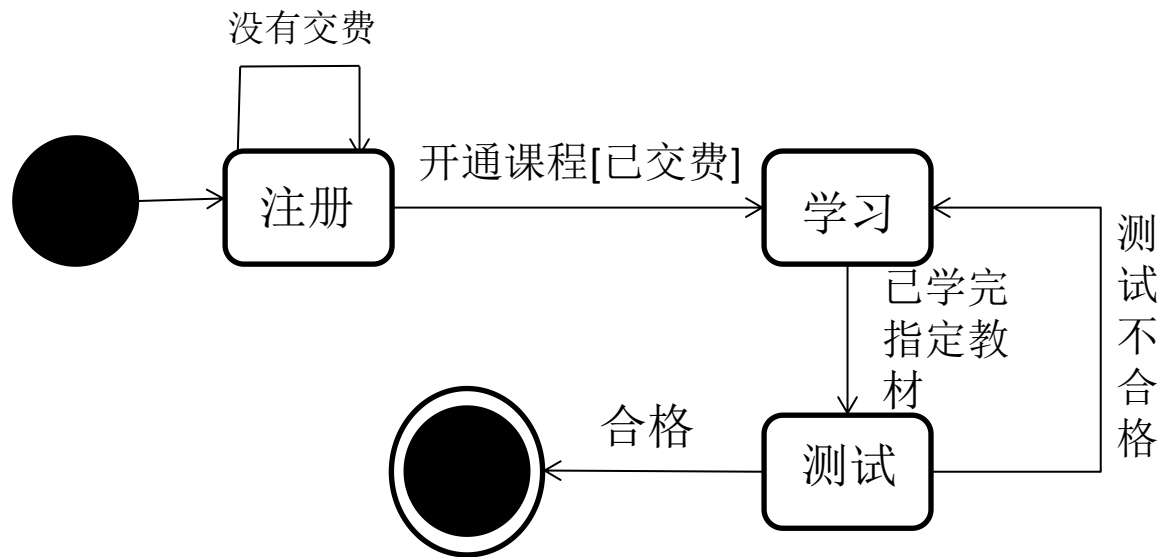 没有交费
开通课程[已交费]
注册
学习
已学完
指定教
材
测
试
不
合
格
合格
测试